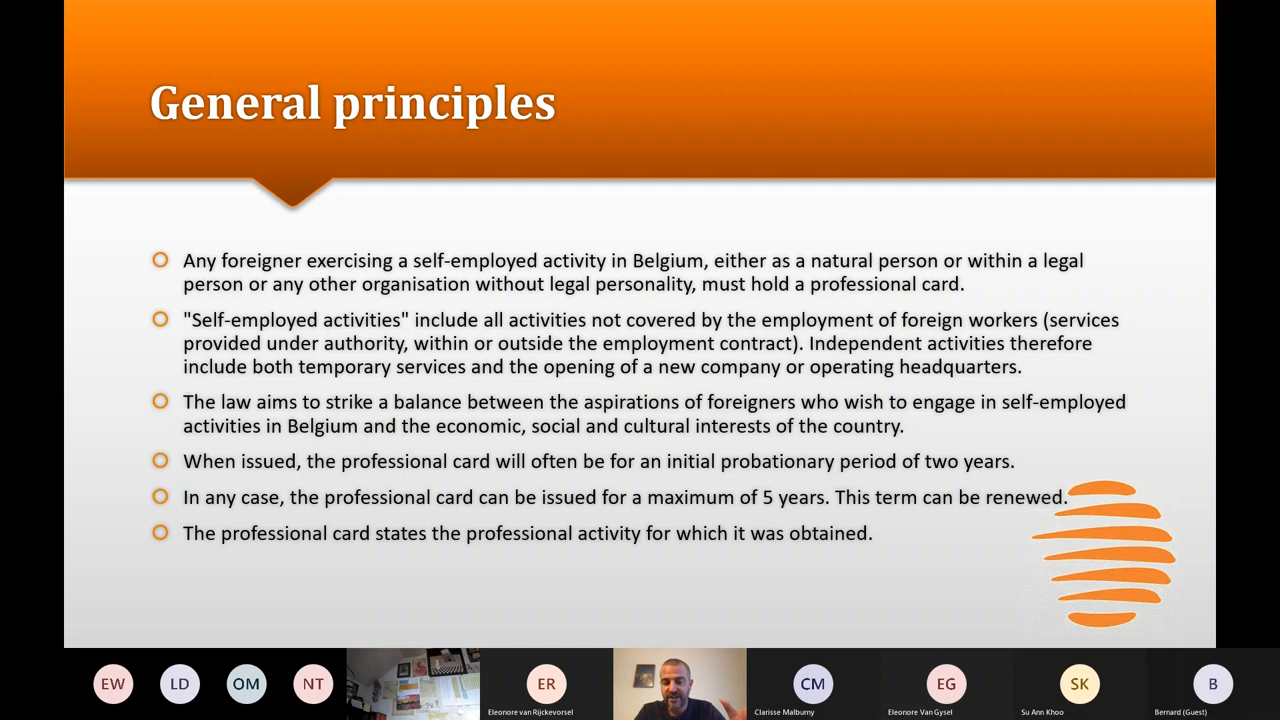 General principles
Any foreigner exercising a self-employed activity in Belgium, either as a natural person or within a legal
person or any other organisation without legal personality, must hold a professional card.
"Self-employed activities" include all activities not covered by the employment of foreign workers (services
provided under authority, within or outside the employment contract). Independent activities therefore
include both temporary services and the opening of a new company or operating headquarters.
The law aims to strike a balance between the aspirations of foreigners who wish to engage in self-employed
activities in Belgium and the economic, social and cultural interests of the country.
When issued, the professional card will often be for an initial probationary period of two years.
In any case, the professional card can be issued for a maximum of 5 years. This term can be renewed.
The professional card states the professional activity for which it was obtained.
EW LD OM NT ER CM EG SK B
Eleonore van Rijckevorsel Clarisse Malburny Eleonore Van Gysel Su Ann Khoo Bernard (Guest)